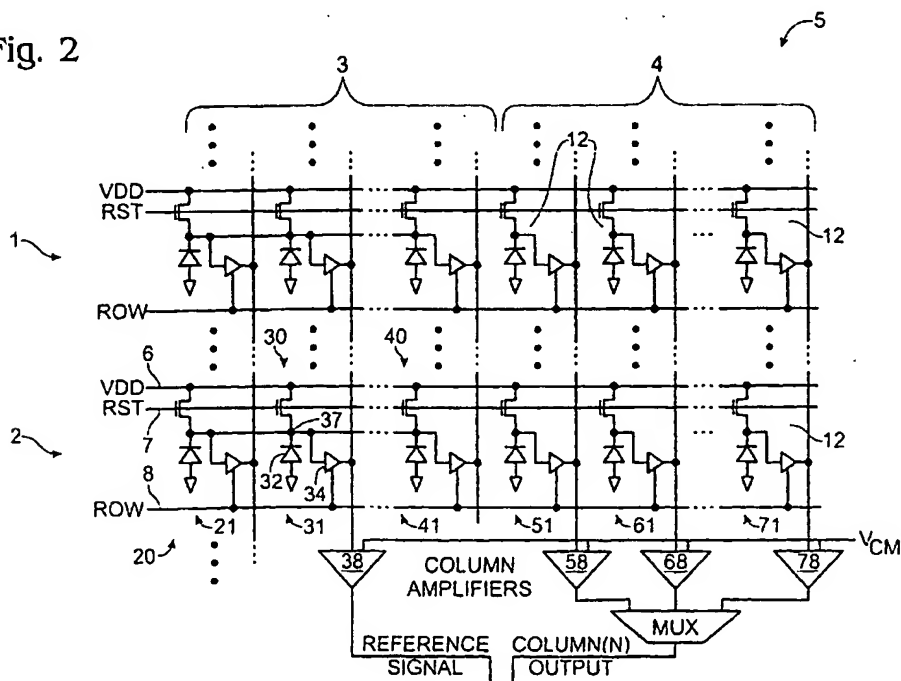 Fig. 2
5
3
4
12
VDD
RST
12
1
ROW
30
40
6
VDD
RST
37
12
7
2
32
34
8
ROW
21
31
41
51
61
71
20
38
COLUMN
AMPLIFIERS
58
68
78
VCM
MUX
REFERENCE
SIGNAL
COLUMN(N)
OUTPUT